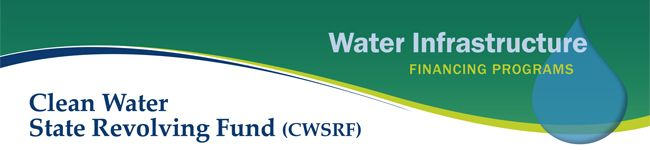 Water Infrastructure
FINANCING PROGRAMS
Clean Water
State Revolving Fund (CWSRF)